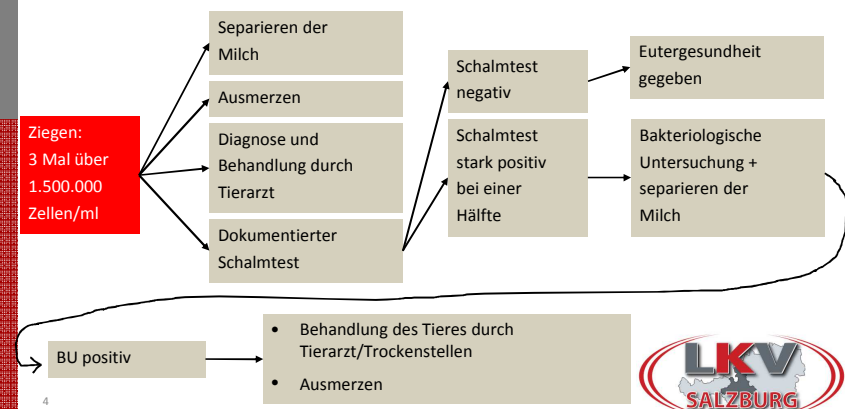 Ziegen:
3 Mal über
1.500.000
Zellen/ml
Separieren der
Milch
Ausmerzen
Diagnose und
Behandlung durch
Tierarzt
Dokumentierter
Schalmtest
Schalmtest
negativ
Schalmtest
stark positiv
bei einer
Hälfte
Eutergesundheit
gegeben
Bakteriologische
Untersuchung +
separieren der
Milch
BU positiv
• Behandlung des Tieres durch
Tierarzt/Trockenstellen
• Ausmerzen
4
LKV
SALZBURG